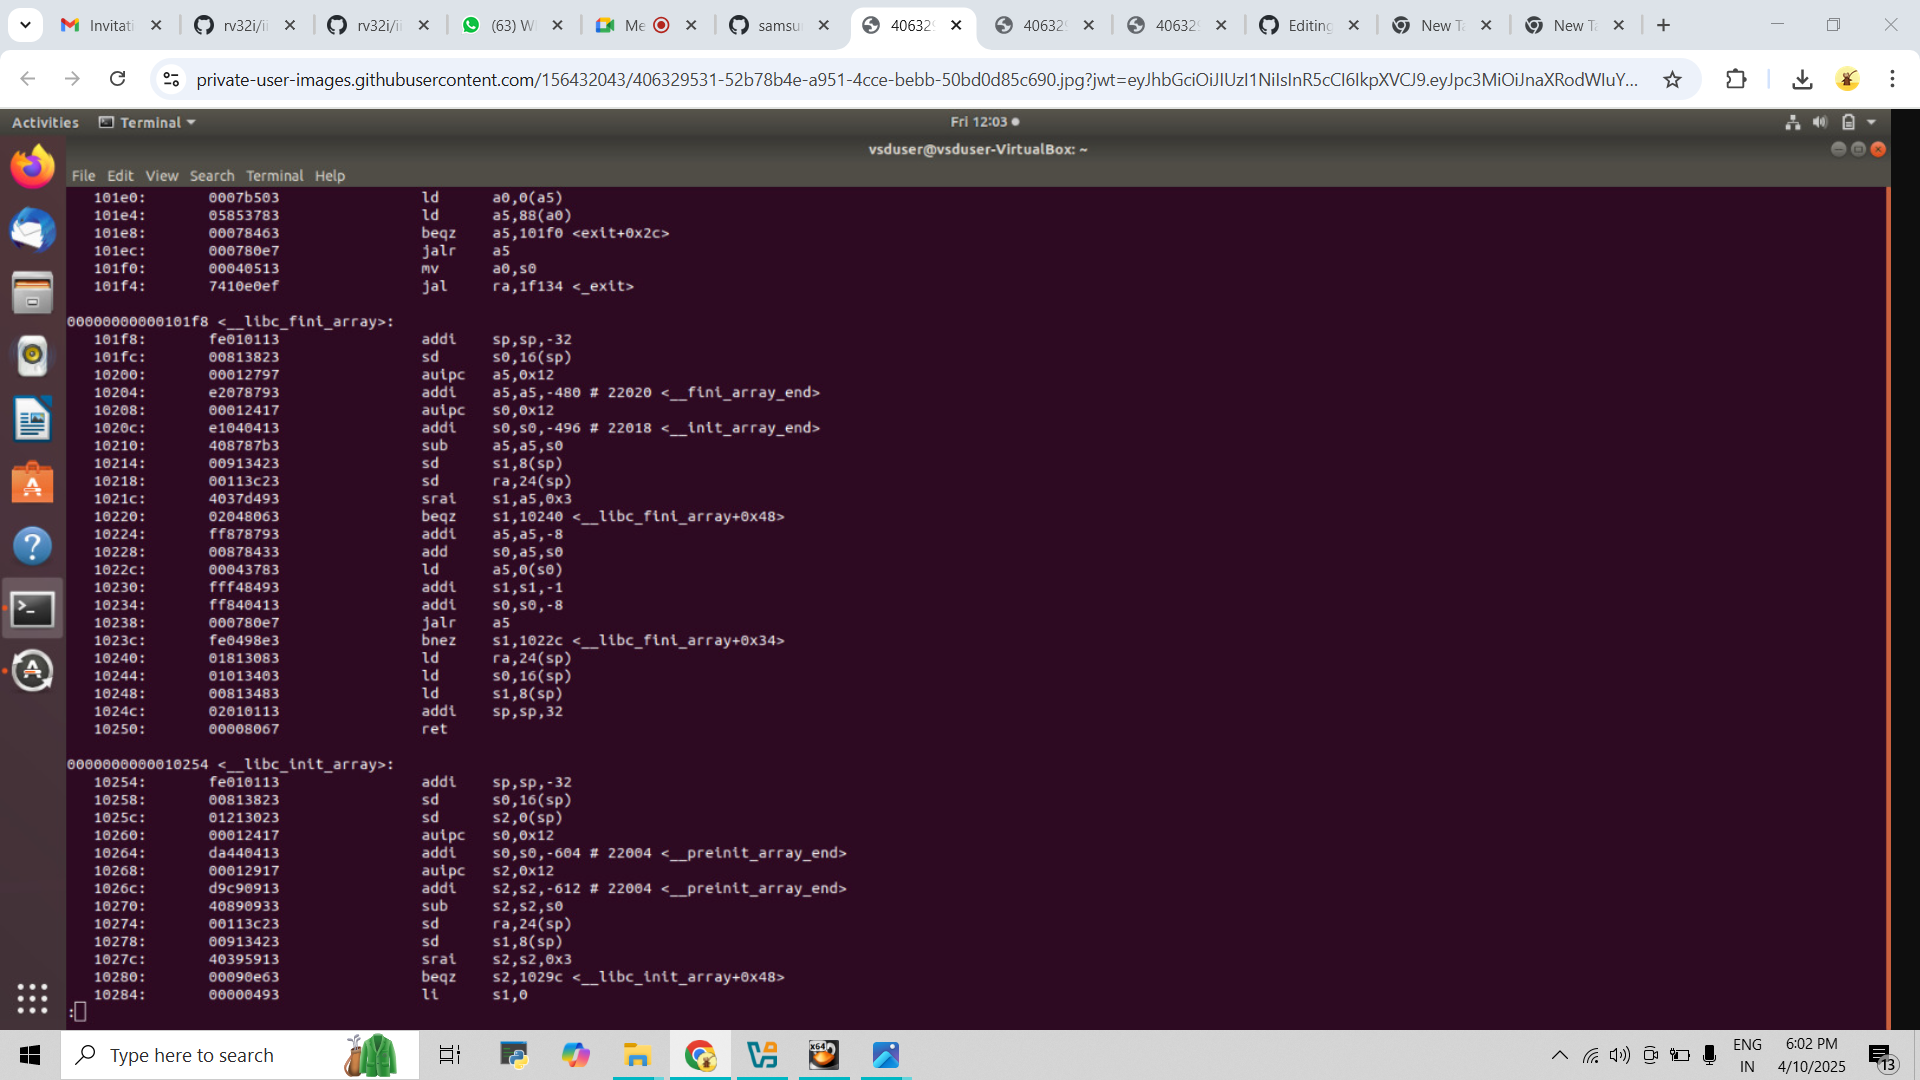 Invitati
rv32i/ii
rv32i/ii
(63) W
Me
samsu
40632
40632
40632
Editing
New Ta
New Ta
private-user-images.githubusercontent.com/156432043/406329531-52b78b4e-a951-4cce-bebb-50bd0d85c690.jpg?jwt=eyJhbGciOiJIUzI1NiIsInR5cCI6IkpXVCJ9.eyJpc3MiOiJnaXRodWIuY...
Activities Terminal Fri 12:03
vsduser@vsduser-VirtualBox: ~
File Edit View Search Terminal Help
101e0: 0007b503 ld a0,0(a5)
101e4: 05853783 ld a5,88(a0)
101e8: 00078463 beqz a5,101f0 <exit+0x2c>
101ec: 000780e7 jalr a5
101f0: 00040513 mv a0,s0
101f4: 7410e0ef jal ra,1f134 <_exit>
00000000000101f8 <__libc_fini_array>:
101f8: fe010113 addi sp,sp,-32
101fc: 00813823 sd s0,16(sp)
10200: 00012797 auipc a5,0x12
10204: e2078793 addi a5,a5,-480 # 22020 <__fini_array_end>
10208: 00012417 auipc s0,0x12
1020c: e1040413 addi s0,s0,-496 # 22018 <__init_array_end>
10210: 408787b3 sub a5,a5,s0
10214: 00913423 sd s1,8(sp)
10218: 00113c23 sd ra,24(sp)
1021c: 4037d493 srai s1,a5,0x3
10220: 02048063 beqz s1,10240 <__libc_fini_array+0x48>
10224: ff878793 addi a5,a5,-8
10228: 00878433 add s0,a5,s0
1022c: 00043783 ld a5,0(s0)
10230: fff48493 addi s1,s1,-1
10234: ff840413 addi s0,s0,-8
10238: 000780e7 jalr a5
1023c: fe0498e3 bnez s1,1022c <__libc_fini_array+0x34>
10240: 01813083 ld ra,24(sp)
10244: 01013403 ld s0,16(sp)
10248: 00813483 ld s1,8(sp)
1024c: 02010113 addi sp,sp,32
10250: 00008067 ret
0000000000010254 <__libc_init_array>:
10254: fe010113 addi sp,sp,-32
10258: 00813823 sd s0,16(sp)
1025c: 01213023 sd s2,0(sp)
10260: 00012417 auipc s0,0x12
10264: da440413 addi s0,s0,-604 # 22004 <__preinit_array_end>
10268: 00012917 auipc s2,0x12
1026c: d9c90913 addi s2,s2,-612 # 22004 <__preinit_array_end>
10270: 40890933 sub s2,s2,s0
10274: 00113c23 sd ra,24(sp)
10278: 00913423 sd s1,8(sp)
1027c: 40395913 srai s2,s2,0x3
10280: 00090e63 beqz s2,1029c <__libc_init_array+0x48>
10284: 00000493 li s1,0
:
Type here to search
x64
ENG
IN
6:02 PM
4/10/2025
13